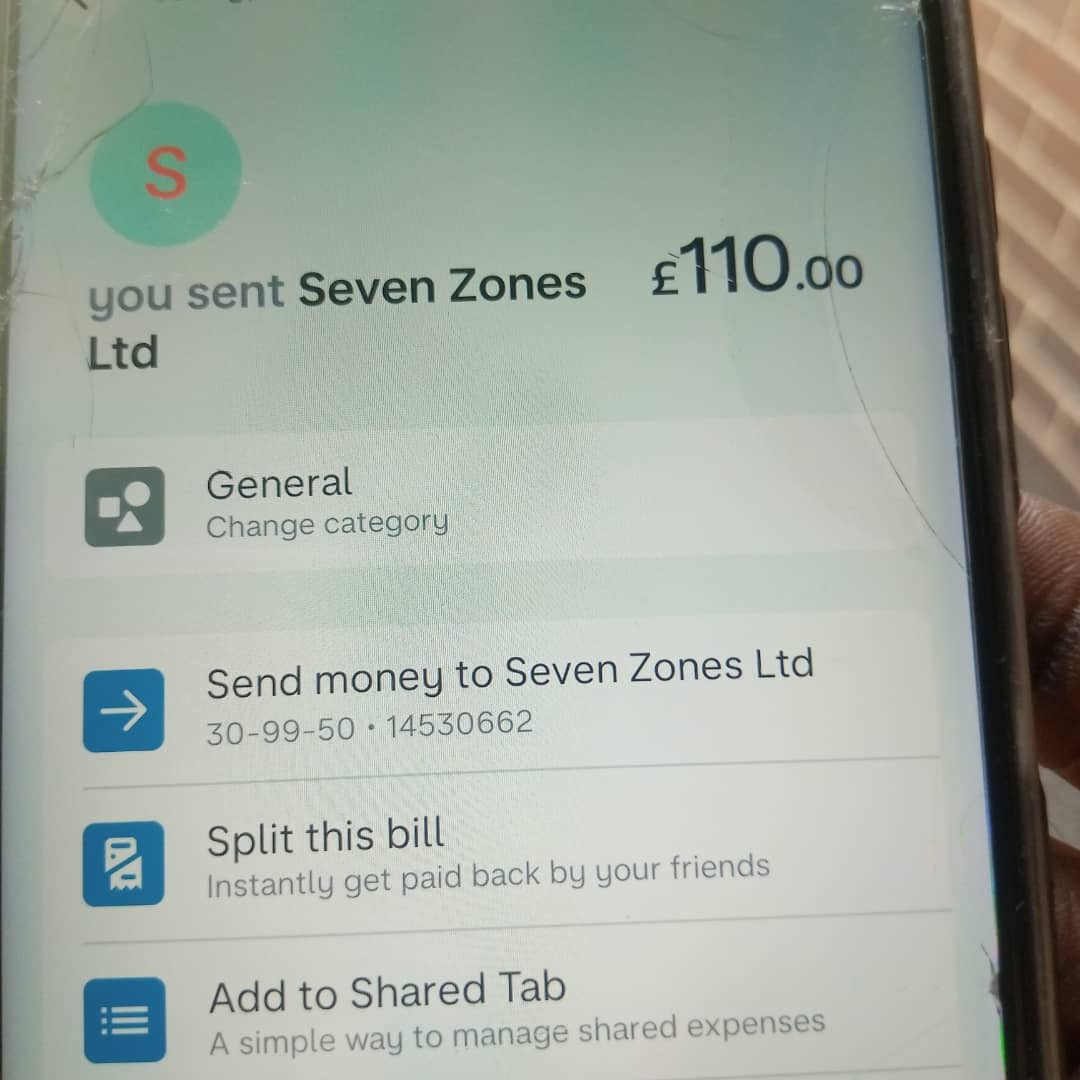 S
you sent Seven Zones £110.00
Ltd
General
Change category
Send money to Seven Zones Ltd
30-99-50 • 14530662
Split this bill
Instantly get paid back by your friends
Add to Shared Tab
A simple way to manage shared expenses